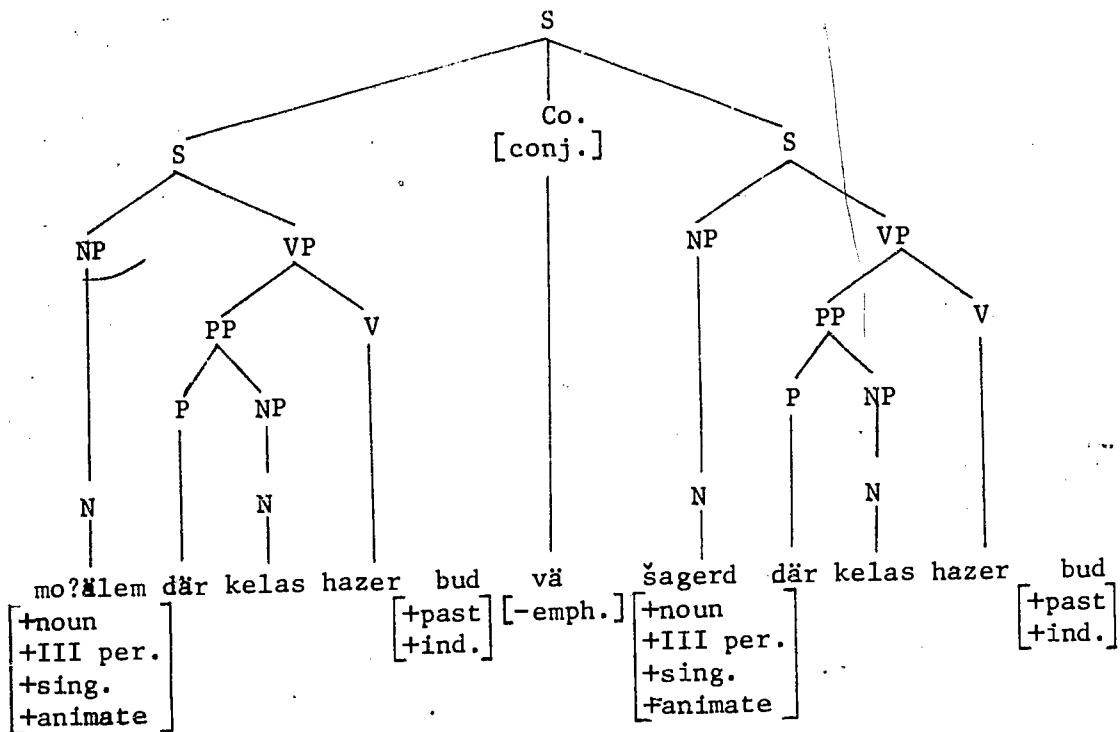 S
Co.
S [conj.] S
NP VP NP VP
PP V PP V
P NP P NP
N N N N
mo?älem där kelas hazer bud vä šagerd där kelas hazer bud
[+noun [+past] [-emph.] [+noun [+past]
+III per. [+ind.] +III per. [+ind.]
+sing. +sing.
+animate] +animate]